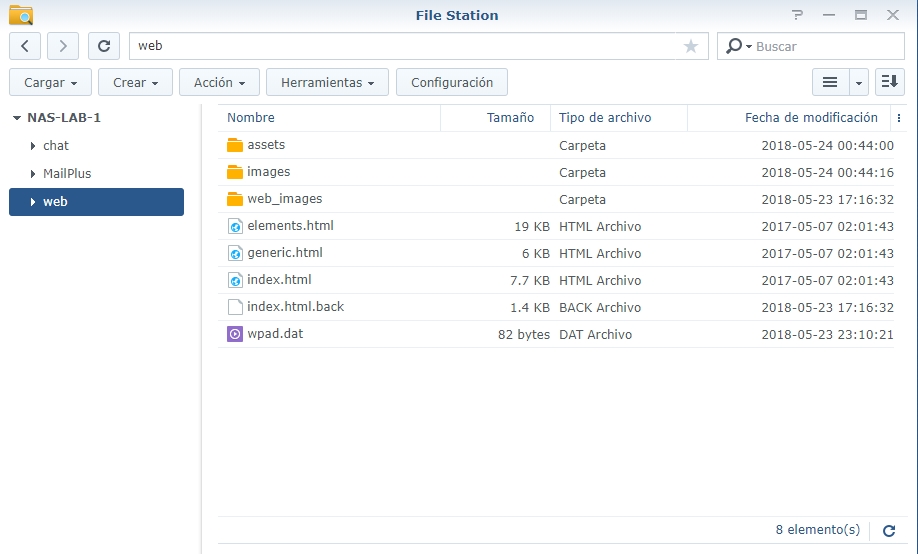 File Station
web
Buscar
Cargar Crear Acción Herramientas Configuración
NAS-LAB-1
chat
MailPlus
web
Nombre Tamaño Tipo de archivo Fecha de modificación
assets Carpeta 2018-05-24 00:44:00
images Carpeta 2018-05-24 00:44:16
web_images Carpeta 2018-05-23 17:16:32
elements.html 19 KB HTML Archivo 2017-05-07 02:01:43
generic.html 6 KB HTML Archivo 2017-05-07 02:01:43
index.html 7.7 KB HTML Archivo 2017-05-07 02:01:43
index.html.back 1.4 KB BACK Archivo 2018-05-23 17:16:32
wpad.dat 82 bytes DAT Archivo 2018-05-23 23:10:21
8 elemento(s)